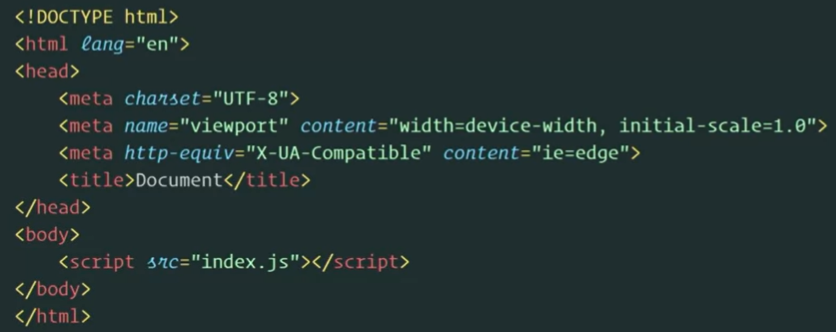 <!DOCTYPE html>
<html lang="en">
<head>
    <meta charset="UTF-8">
    <meta name="viewport" content="width=device-width, initial-scale=1.0">
    <meta http-equiv="X-UA-Compatible" content="ie=edge">
    <title>Document</title>
</head>
<body>
    <script src="index.js"></script>
</body>
</html>